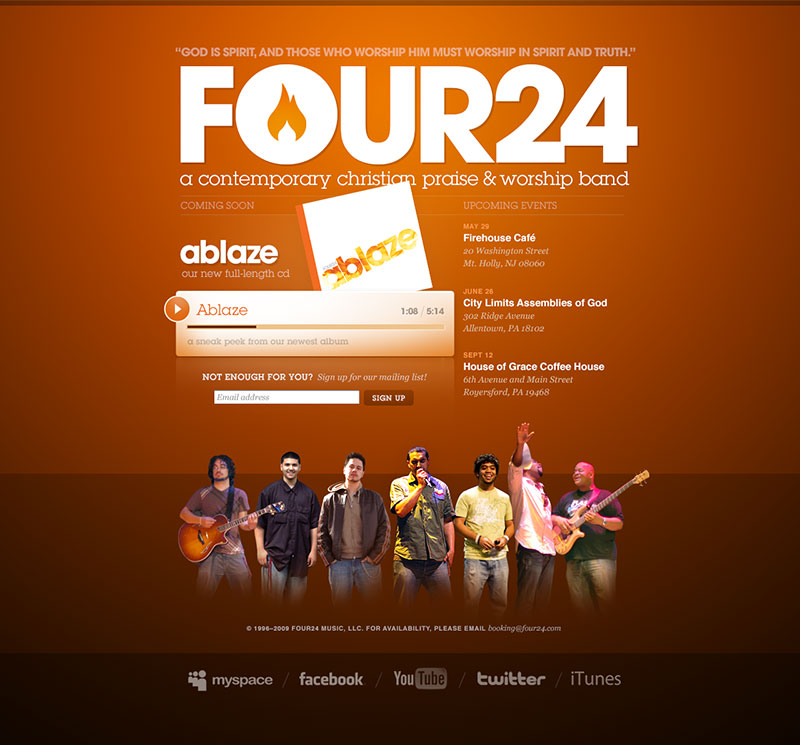 “GOD IS SPIRIT, AND THOSE WHO WORSHIP HIM MUST WORSHIP IN SPIRIT AND TRUTH.”
FOUR24
a contemporary christian praise & worship band
COMING SOON
ablaze
our new full-length cd
ablaze
Ablaze
1:08 / 5:14
a sneak peek from our newest album
NOT ENOUGH FOR YOU? Sign up for our mailing list!
Email address
SIGN UP
UPCOMING EVENTS
MAY 29
Firehouse Café
20 Washington Street
Mt. Holly, NJ 08060
JUNE 26
City Limits Assemblies of God
302 Ridge Avenue
Allentown, PA 18102
SEPT 12
House of Grace Coffee House
6th Avenue and Main Street
Royersford, PA 19468
© 1996–2009 FOUR24 MUSIC, LLC. FOR AVAILABILITY, PLEASE EMAIL booking@four24.com
myspace / facebook / YouTube / twitter / iTunes